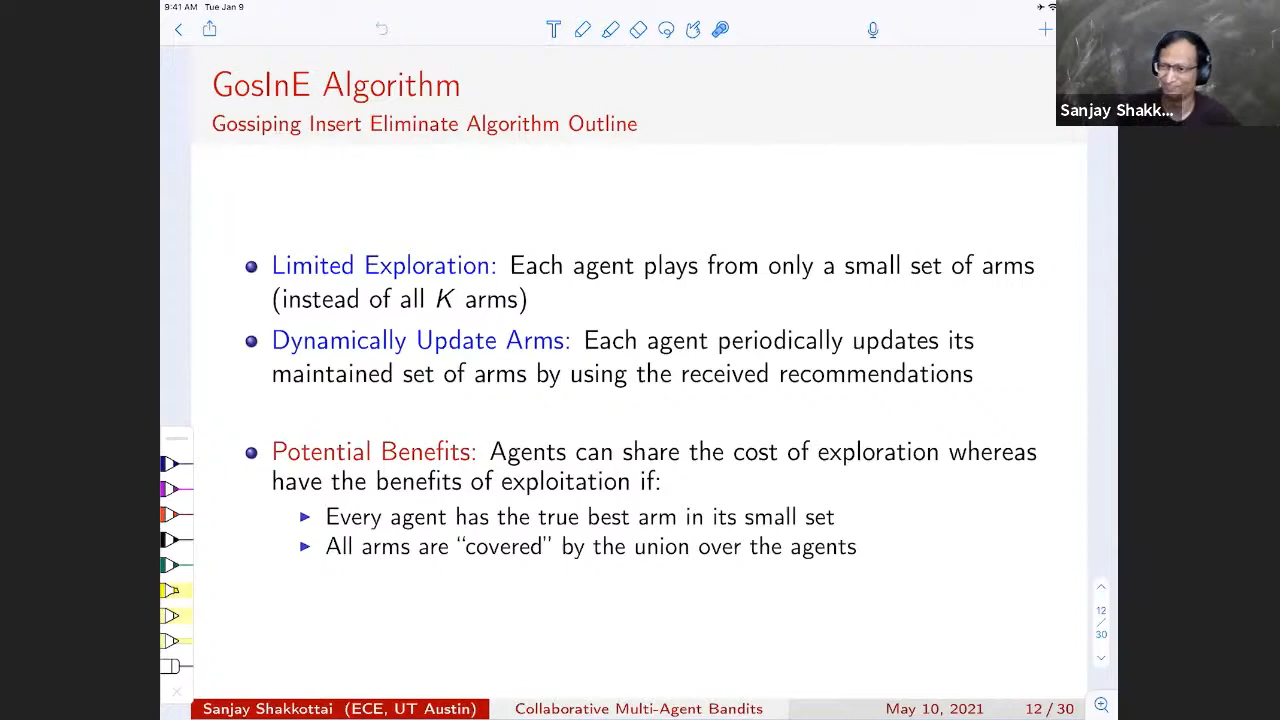 9:41 AM Tue Jan 9
GosInE Algorithm
Gossiping Insert Eliminate Algorithm Outline
Sanjay Shakk...
Limited Exploration: Each agent plays from only a small set of arms
(instead of all K arms)
Dynamically Update Arms: Each agent periodically updates its
maintained set of arms by using the received recommendations
Potential Benefits: Agents can share the cost of exploration whereas
have the benefits of exploitation if:
Every agent has the true best arm in its small set
All arms are “covered” by the union over the agents
12
/
30
Sanjay Shakkottai (ECE, UT Austin) Collaborative Multi-Agent Bandits May 10, 2021 12 / 30